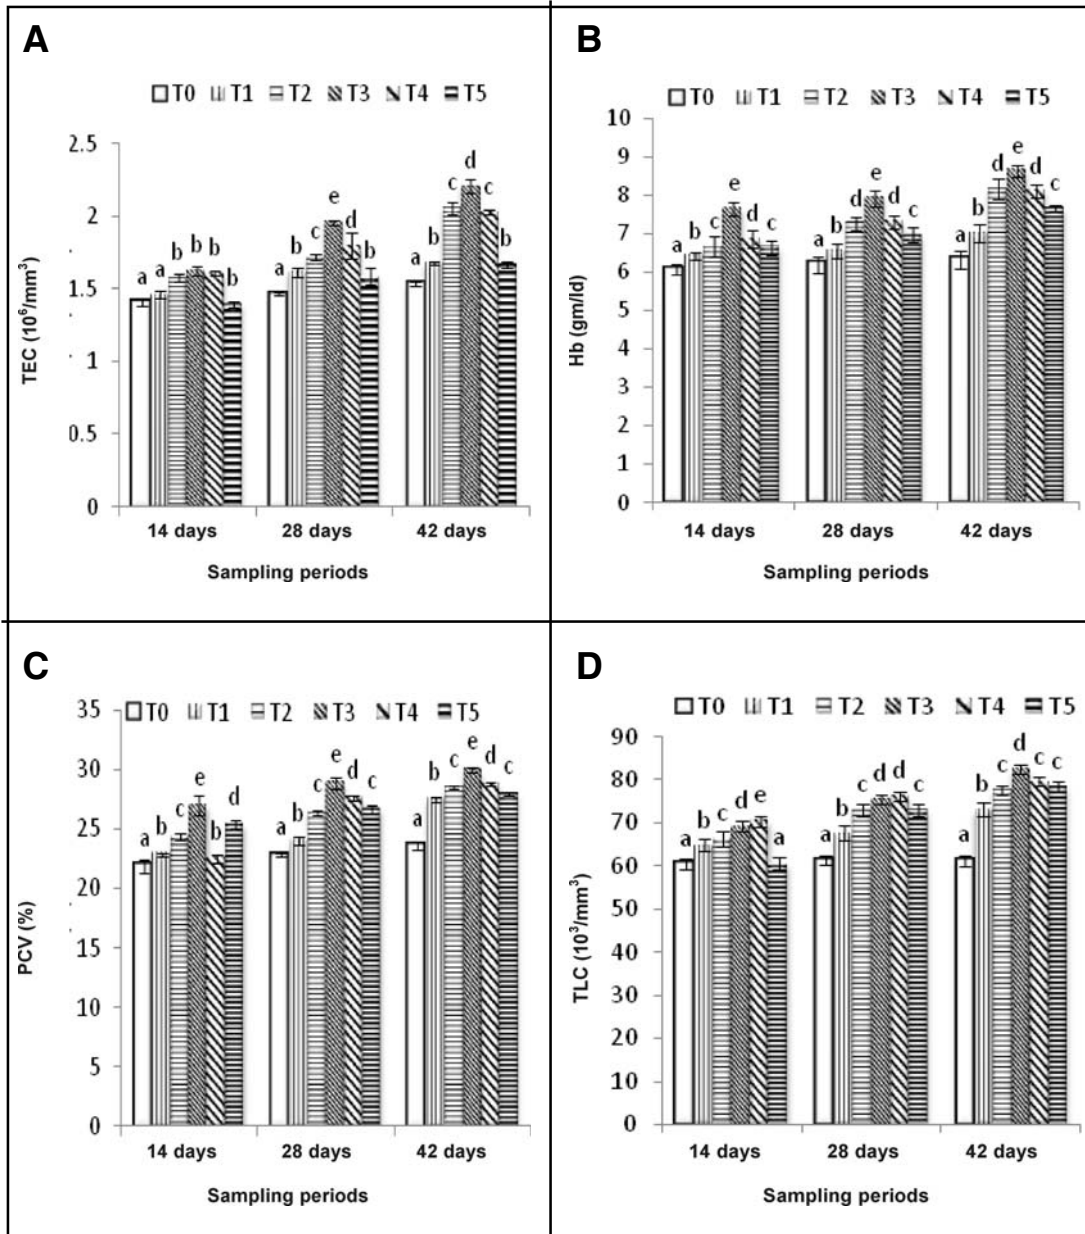 A
T0 T1 T2 T3 T4 T5
2.5
2
1.5
1
0.5
0
TEC (10⁶/mm³)
a a b b b b
a b c e d b
a b c d c b
14 days 28 days 42 days
Sampling periods
B
T0 T1 T2 T3 T4 T5
10
9
8
7
6
5
4
3
2
1
0
Hb (gm/ld)
a b c e d c
a b d e d c
a b d e d c
14 days 28 days 42 days
Sampling periods
C
T0 T1 T2 T3 T4 T5
35
30
25
20
15
10
5
0
PCV (%)
a b c e b d
a b c e d c
a b c e d c
14 days 28 days 42 days
Sampling periods
D
T0 T1 T2 T3 T4 T5
90
80
70
60
50
40
30
20
10
0
TLC (10³/mm³)
a b c d e a
a b c d d c
a b c d c c
14 days 28 days 42 days
Sampling periods